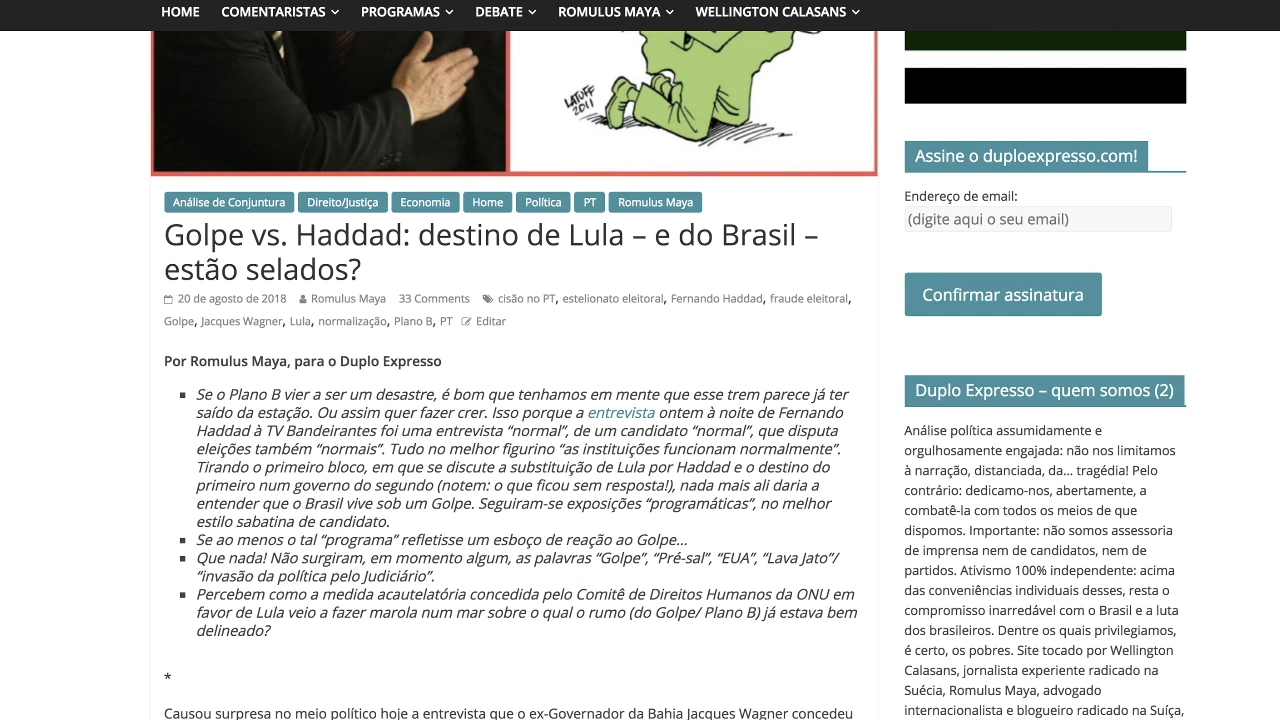 HOME COMENTARISTAS PROGRAMAS DEBATE ROMULUS MAYA WELLINGTON CALASANS
LATUFF
2011
Análise de Conjuntura Direito/Justiça Economia Home Política PT Romulus Maya
Golpe vs. Haddad: destino de Lula – e do Brasil –
estão selados?
20 de agosto de 2018 Romulus Maya 33 Comments cisão no PT, estelionato eleitoral, Fernando Haddad, fraude eleitoral,
Golpe, Jacques Wagner, Lula, normalização, Plano B, PT Editar
Por Romulus Maya, para o Duplo Expresso
Se o Plano B vier a ser um desastre, é bom que tenhamos em mente que esse trem parece já ter
saído da estação. Ou assim quer fazer crer. Isso porque a entrevista ontem à noite de Fernando
Haddad à TV Bandeirantes foi uma entrevista “normal”, de um candidato “normal”, que disputa
eleições também “normais”. Tudo no melhor figurino “as instituições funcionam normalmente”.
Tirando o primeiro bloco, em que se discute a substituição de Lula por Haddad e o destino do
primeiro num governo do segundo (notem: o que ficou sem resposta!), nada mais ali daria a
entender que o Brasil vive sob um Golpe. Seguiram-se exposições “programáticas”, no melhor
estilo sabatina de candidato.
Se ao menos o tal “programa” refletisse um esboço de reação ao Golpe...
Que nada! Não surgiram, em momento algum, as palavras “Golpe”, “Pré-sal”, “EUA”, “Lava Jato”/
“invasão da política pelo Judiciário”.
Percebem como a medida acautelatória concedida pelo Comitê de Direitos Humanos da ONU em
favor de Lula veio a fazer marola num mar sobre o qual o rumo (do Golpe/ Plano B) já estava bem
delineado?
*
Causou surpresa no meio político hoje a entrevista que o ex-Governador da Bahia Jacques Wagner concedeu
Assine o duploexpresso.com!
Endereço de email:
(digite aqui o seu email)
Confirmar assinatura
Duplo Expresso – quem somos (2)
Análise política assumidamente e
orgulhosamente engajada: não nos limitamos
à narração, distanciada, da... tragédia! Pelo
contrário: dedicamo-nos, abertamente, a
combatê-la com todos os meios de que
dispomos. Importante: não somos assessoria
de imprensa nem de candidatos, nem de
partidos. Ativismo 100% independente: acima
das conveniências individuais desses, resta o
compromisso inarredável com o Brasil e a luta
dos brasileiros. Dentre os quais privilegiamos,
é certo, os pobres. Site tocado por Wellington
Calasans, jornalista experiente radicado na
Suécia, Romulus Maya, advogado
internacionalista e blogueiro radicado na Suíça,